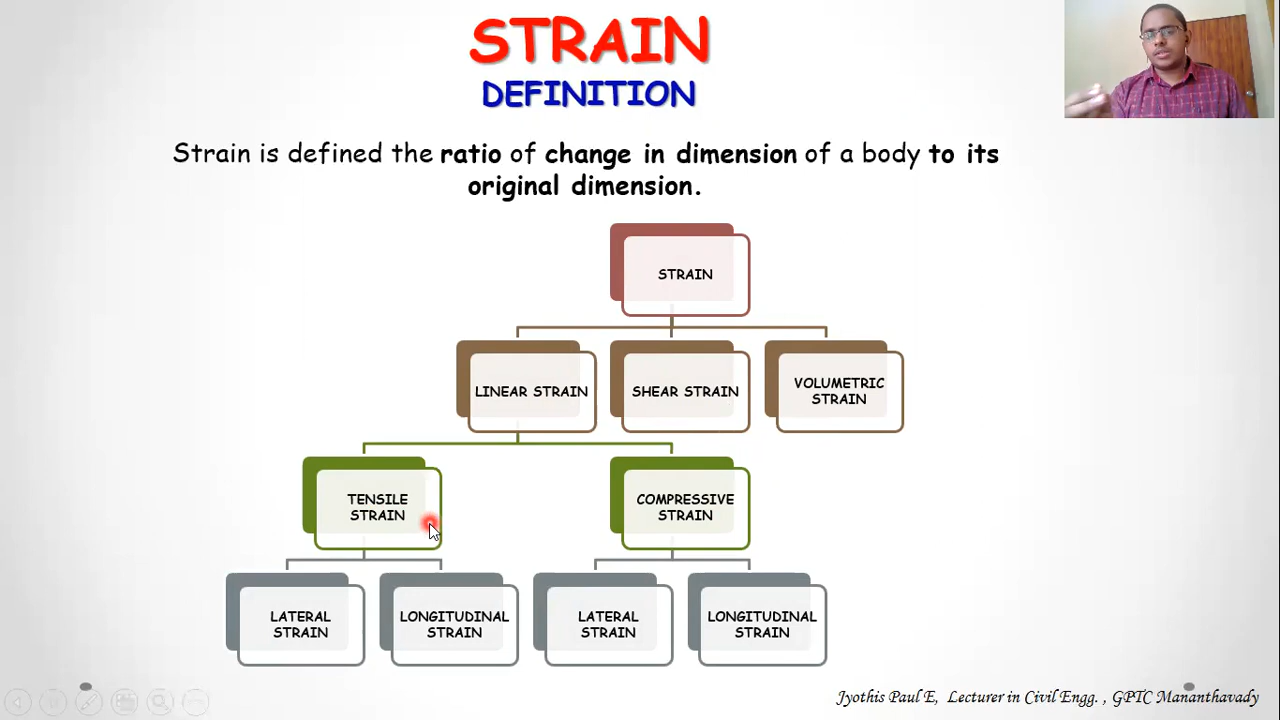 STRAIN
DEFINITION
Strain is defined the ratio of change in dimension of a body to its
original dimension.
STRAIN
LINEAR STRAIN
SHEAR STRAIN
VOLUMETRIC
STRAIN
TENSILE
STRAIN
COMPRESSIVE
STRAIN
LATERAL
STRAIN
LONGITUDINAL
STRAIN
LATERAL
STRAIN
LONGITUDINAL
STRAIN
Jyothis Paul E, Lecturer in Civil Engg. , GPTC Mananthavady